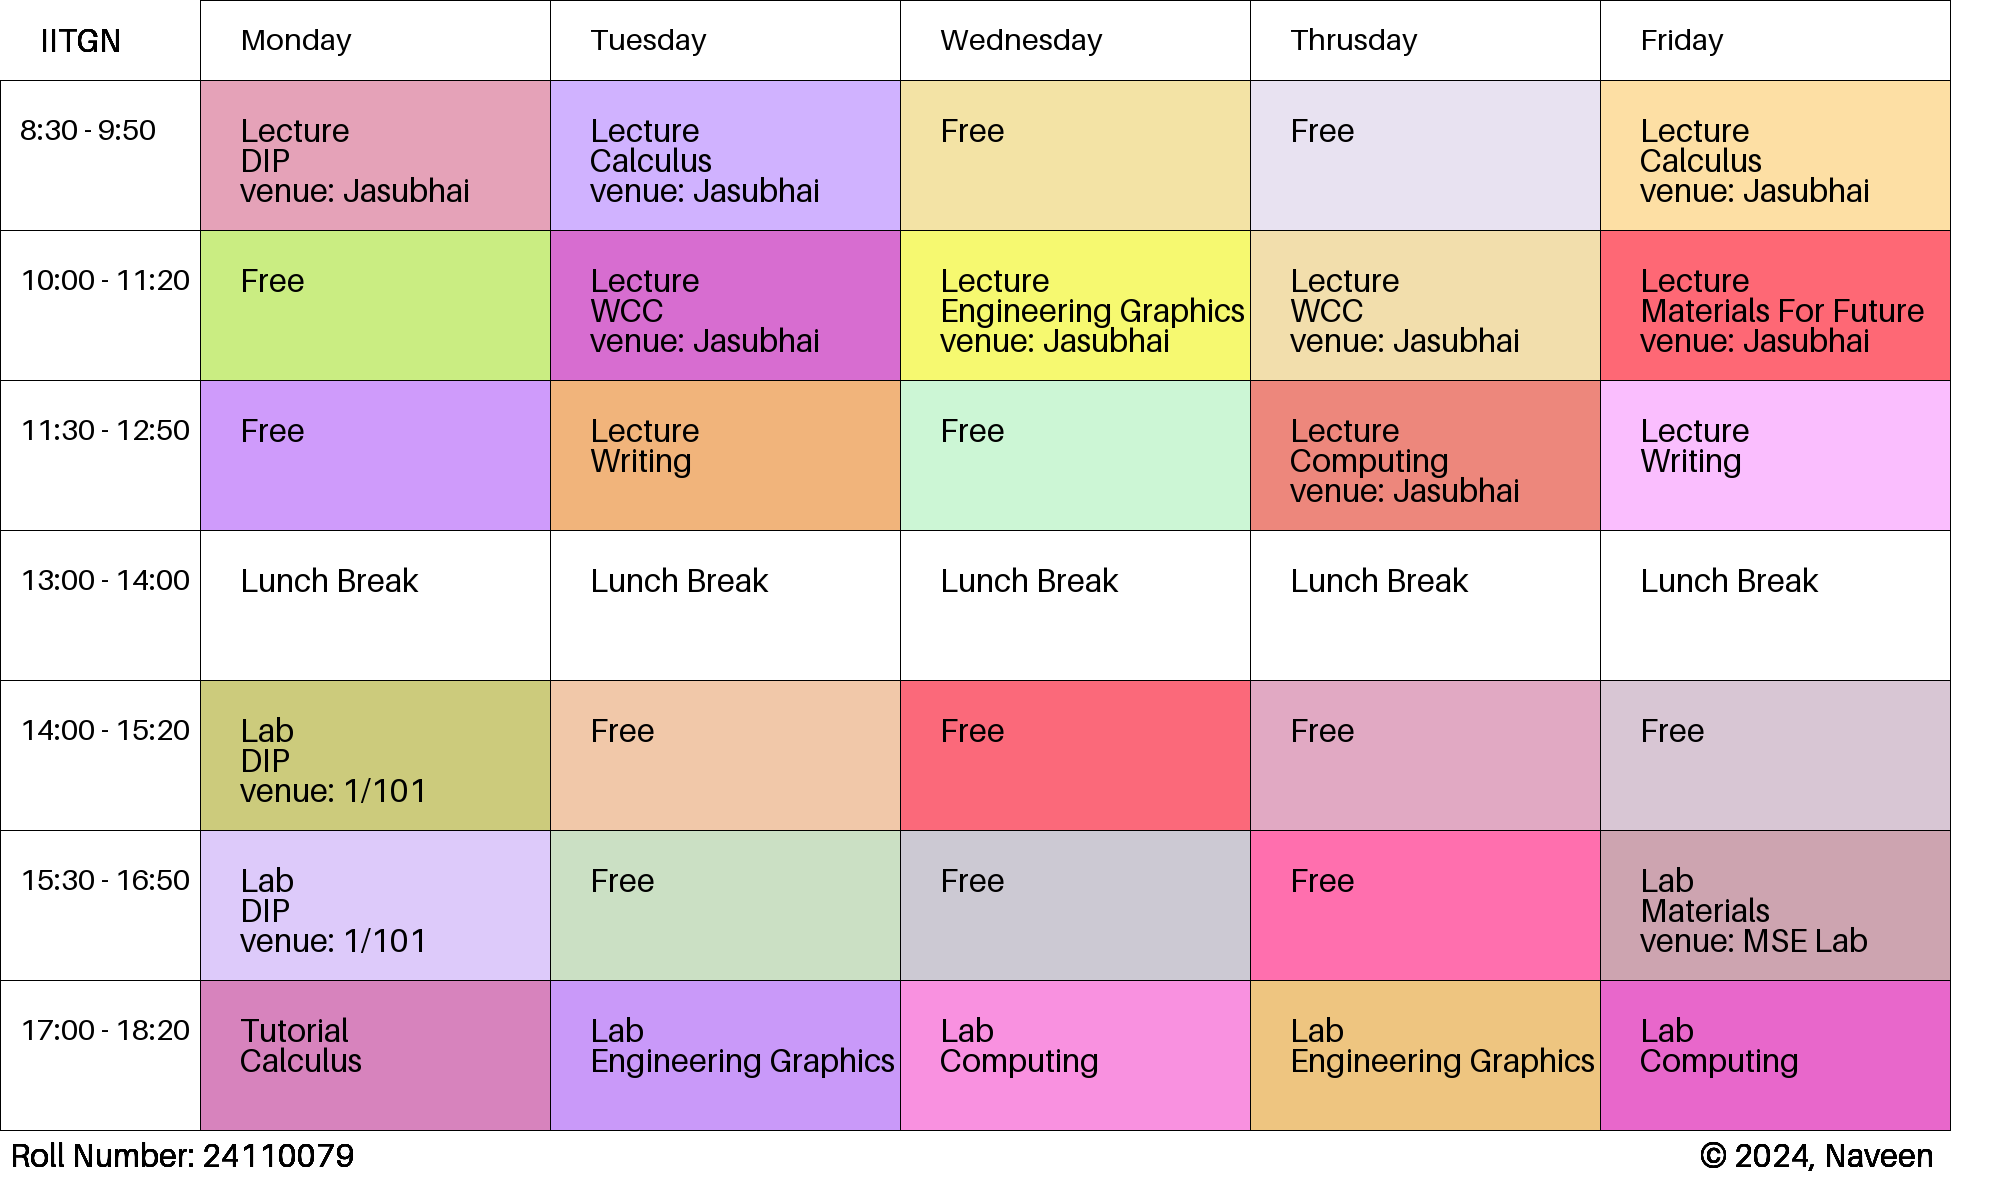 IITGN Monday Tuesday Wednesday Thrusday Friday
8:30 - 9:50
Lecture
DIP
venue: Jasubhai
Lecture
Calculus
venue: Jasubhai
Free
Free
Lecture
Calculus
venue: Jasubhai
10:00 - 11:20
Free
Lecture
WCC
venue: Jasubhai
Lecture
Engineering Graphics
venue: Jasubhai
Lecture
WCC
venue: Jasubhai
Lecture
Materials For Future
venue: Jasubhai
11:30 - 12:50
Free
Lecture
Writing
Free
Lecture
Computing
venue: Jasubhai
Lecture
Writing
13:00 - 14:00
Lunch Break
Lunch Break
Lunch Break
Lunch Break
Lunch Break
14:00 - 15:20
Lab
DIP
venue: 1/101
Free
Free
Free
Free
15:30 - 16:50
Lab
DIP
venue: 1/101
Free
Free
Free
Lab
Materials
venue: MSE Lab
17:00 - 18:20
Tutorial
Calculus
Lab
Engineering Graphics
Lab
Computing
Lab
Engineering Graphics
Lab
Computing
Roll Number: 24110079
© 2024, Naveen